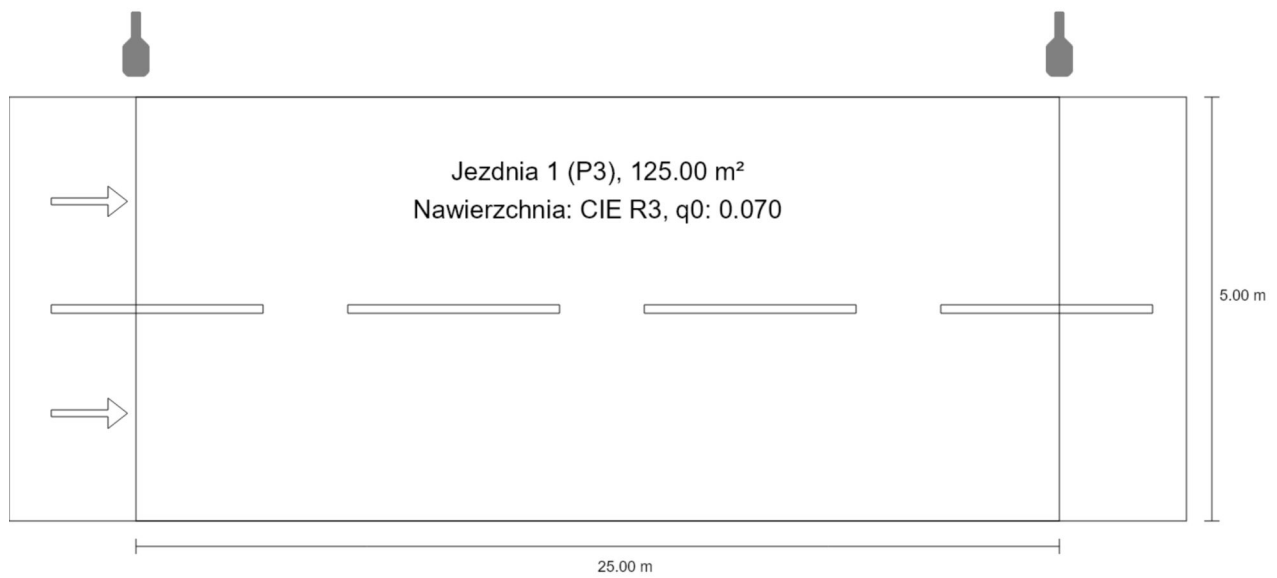 Jezdnia 1 (P3), 125.00 m²
Nawierzchnia: CIE R3, q0: 0.070
5.00 m
25.00 m